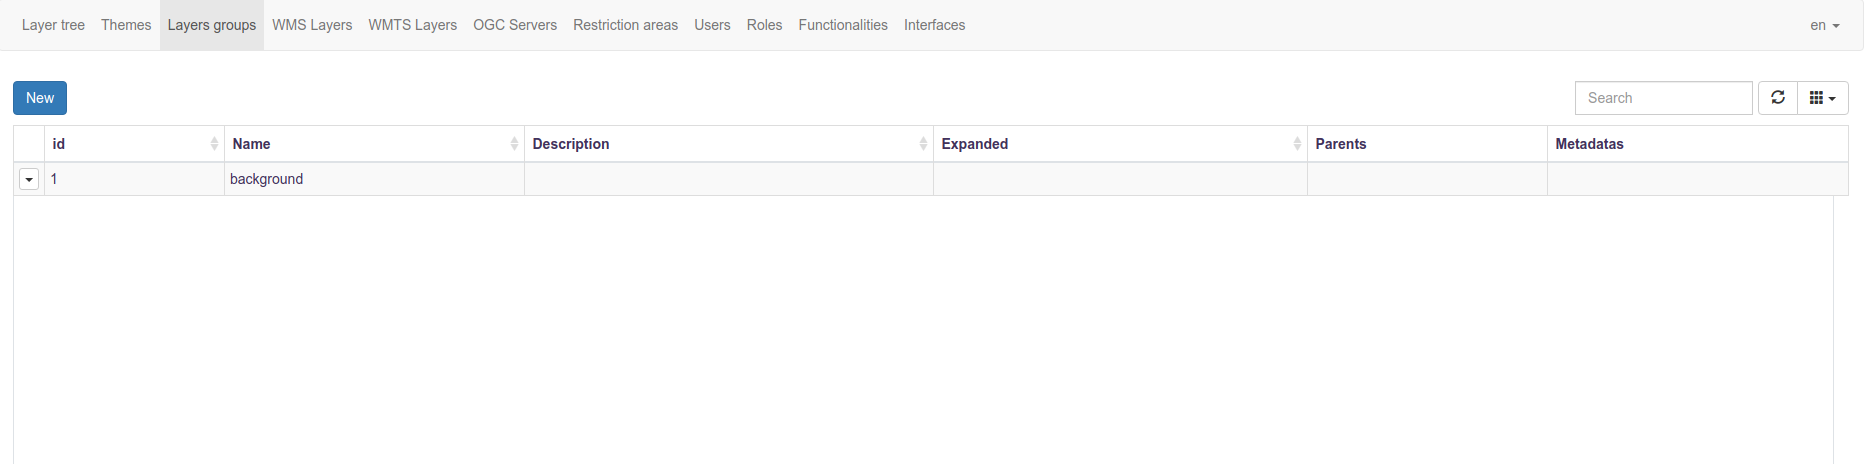 Layer tree Themes Layers groups WMS Layers WMTS Layers OGC Servers Restriction areas Users Roles Functionalities Interfaces en
New Search
id Name Description Expanded Parents Metadatas
1 background